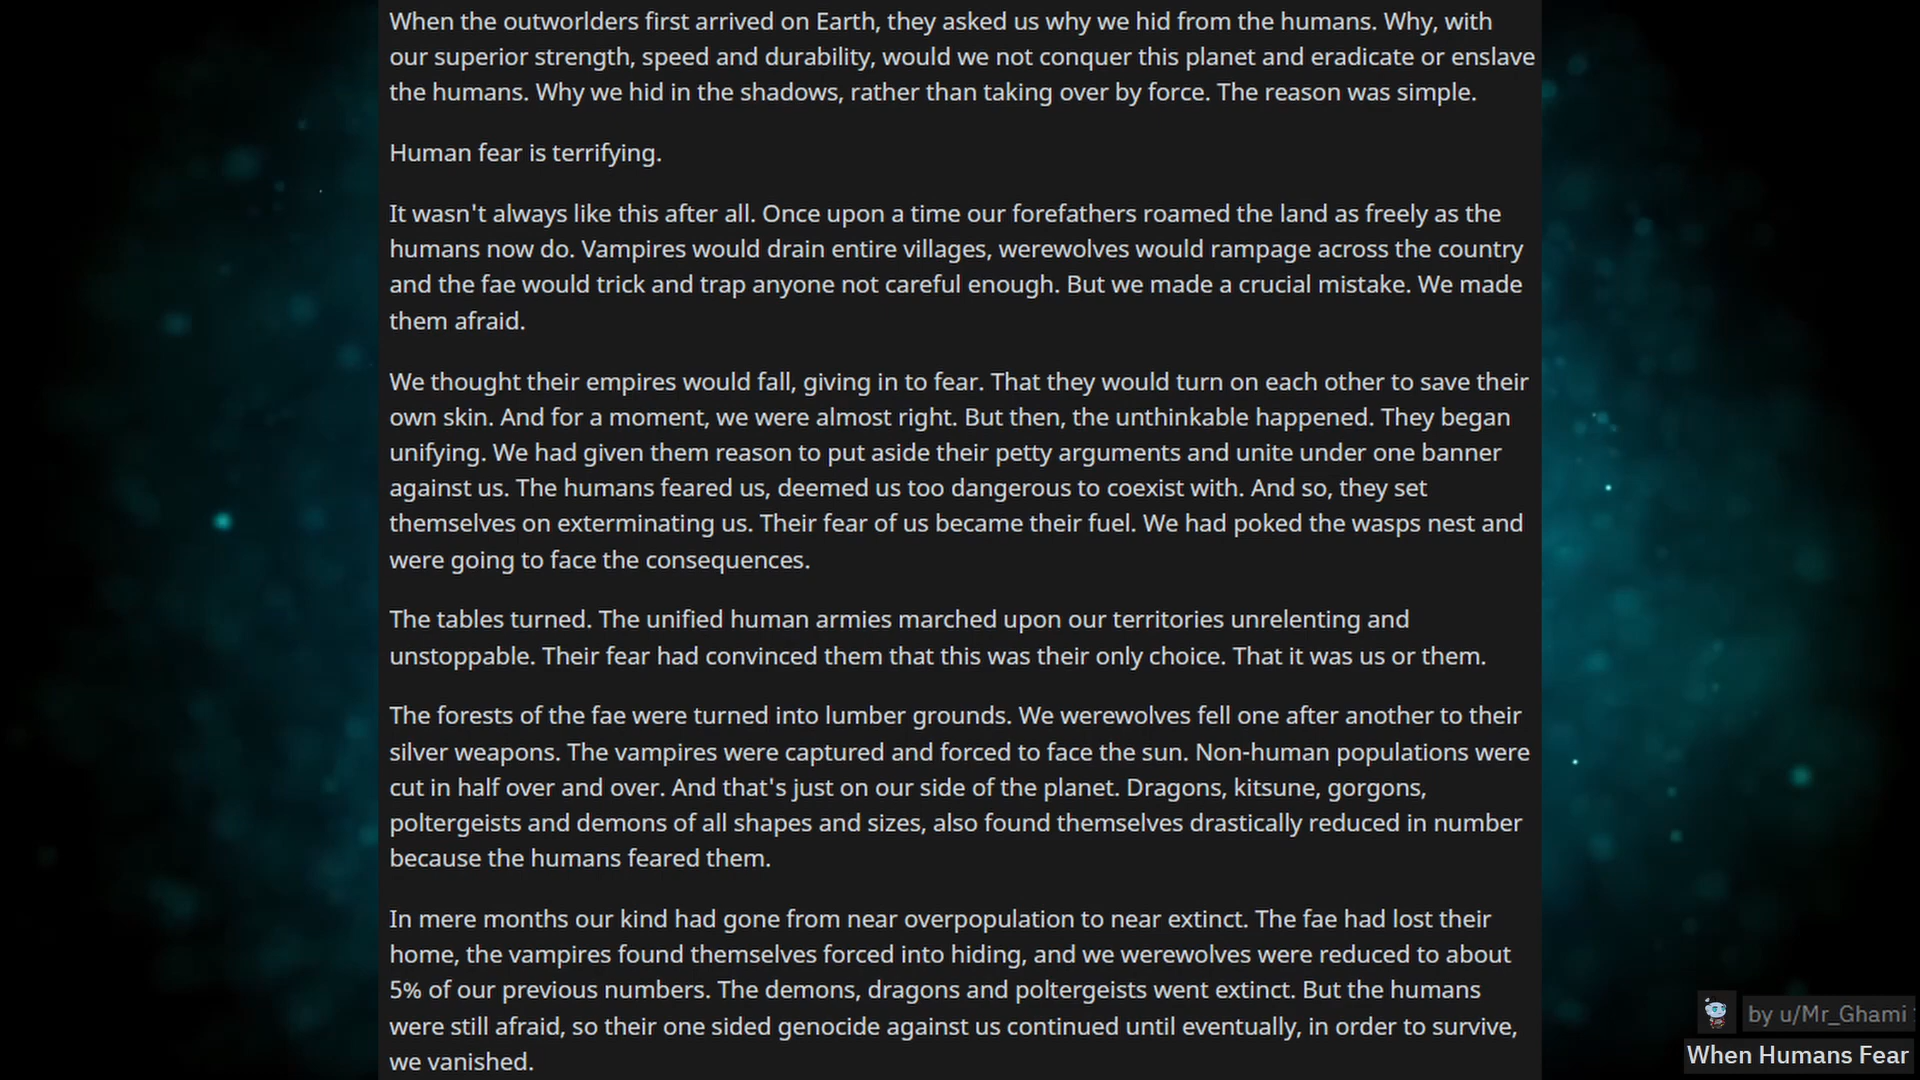 When the outworlders first arrived on Earth, they asked us why we hid from the humans. Why, with
our superior strength, speed and durability, would we not conquer this planet and eradicate or enslave
the humans. Why we hid in the shadows, rather than taking over by force. The reason was simple.
Human fear is terrifying.
It wasn't always like this after all. Once upon a time our forefathers roamed the land as freely as the
humans now do. Vampires would drain entire villages, werewolves would rampage across the country
and the fae would trick and trap anyone not careful enough. But we made a crucial mistake. We made
them afraid.
We thought their empires would fall, giving in to fear. That they would turn on each other to save their
own skin. And for a moment, we were almost right. But then, the unthinkable happened. They began
unifying. We had given them reason to put aside their petty arguments and unite under one banner
against us. The humans feared us, deemed us too dangerous to coexist with. And so, they set
themselves on exterminating us. Their fear of us became their fuel. We had poked the wasps nest and
were going to face the consequences.
The tables turned. The unified human armies marched upon our territories unrelenting and
unstoppable. Their fear had convinced them that this was their only choice. That it was us or them.
The forests of the fae were turned into lumber grounds. We werewolves fell one after another to their
silver weapons. The vampires were captured and forced to face the sun. Non-human populations were
cut in half over and over. And that's just on our side of the planet. Dragons, kitsune, gorgons,
poltergeists and demons of all shapes and sizes, also found themselves drastically reduced in number
because the humans feared them.
In mere months our kind had gone from near overpopulation to near extinct. The fae had lost their
home, the vampires found themselves forced into hiding, and we werewolves were reduced to about
5% of our previous numbers. The demons, dragons and poltergeists went extinct. But the humans
were still afraid, so their one sided genocide against us continued until eventually, in order to survive,
we vanished.
by u/Mr_Ghami
When Humans Fear